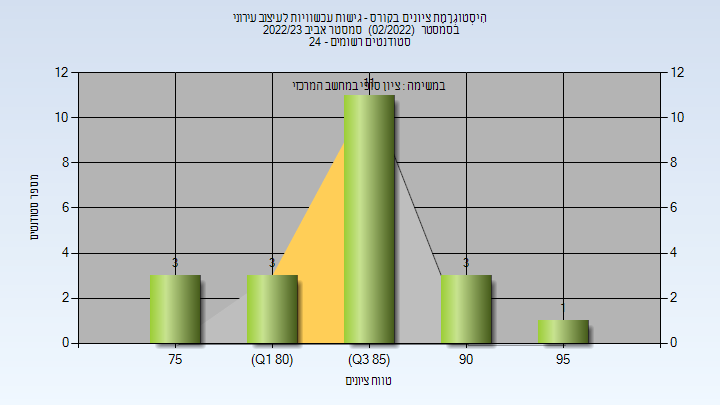 היסטוגרמת ציונים בקורס - גישות עכשוויות לעיצוב עירוני
בסמסטר (02/2022) סמסטר אביב 2022/23
סטודנטים רשומים - 24
במשימה : ציון סופי במחשב המרכזי
12 12
10 10
8 8
6 6
4 4
2 2
0 0
מספר סטודנטים
3 3 11 3 1
75 (Q1 80) (Q3 85) 90 95
טווח ציונים